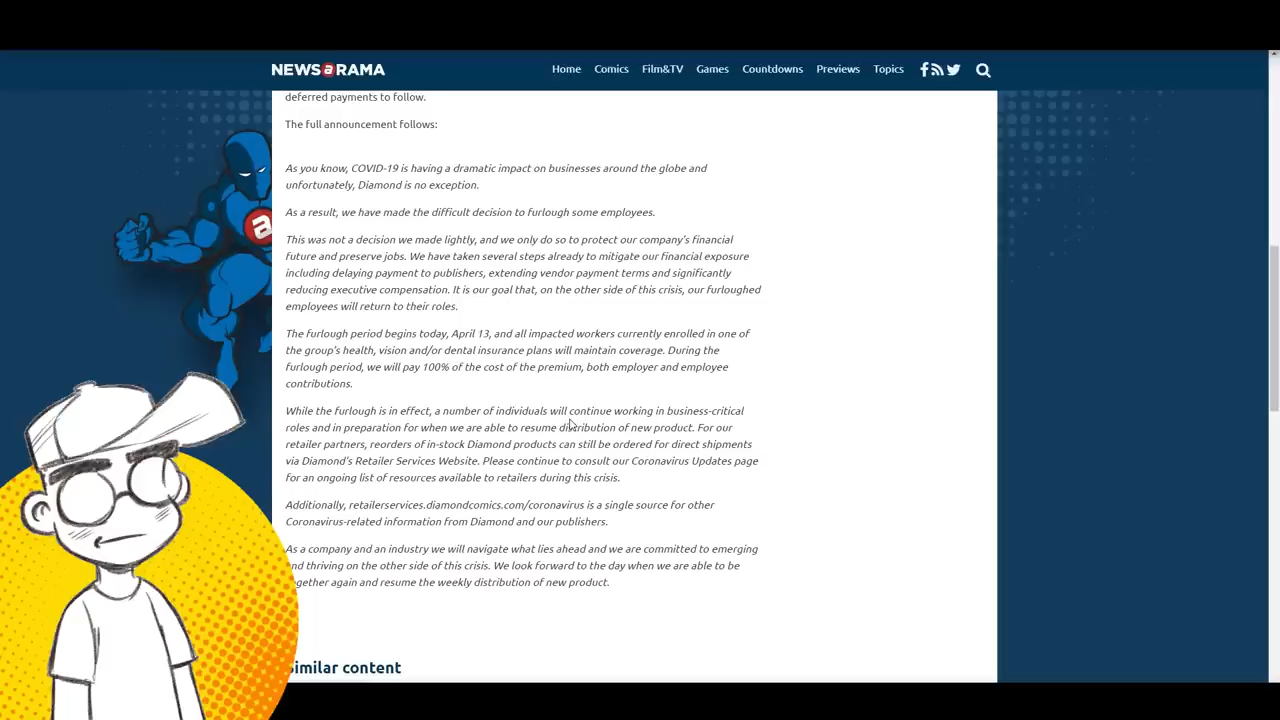 NEWSaRAMA
Home Comics Film&TV Games Countdowns Previews Topics
deferred payments to follow.
The full announcement follows:
As you know, COVID-19 is having a dramatic impact on businesses around the globe and
unfortunately, Diamond is no exception.
As a result, we have made the difficult decision to furlough some employees.
This was not a decision we made lightly, and we only do so to protect our company's financial
future and preserve jobs. We have taken several steps already to mitigate our financial exposure
including delaying payment to publishers, extending vendor payment terms and significantly
reducing executive compensation. It is our goal that, on the other side of this crisis, our furloughed
employees will return to their roles.
The furlough period begins today, April 13, and all impacted workers currently enrolled in one of
the group's health, vision and/or dental insurance plans will maintain coverage. During the
furlough period, we will pay 100% of the cost of the premium, both employer and employee
contributions.
While the furlough is in effect, a number of individuals will continue working in business-critical
roles and in preparation for when we are able to resume distribution of new product. For our
retailer partners, reorders of in-stock Diamond products can still be ordered for direct shipments
via Diamond's Retailer Services Website. Please continue to consult our Coronavirus Updates page
for an ongoing list of resources available to retailers during this crisis.
Additionally, retailerservices.diamondcomics.com/coronavirus is a single source for other
Coronavirus-related information from Diamond and our publishers.
As a company and an industry we will navigate what lies ahead and we are committed to emerging
and thriving on the other side of this crisis. We look forward to the day when we are able to be
together again and resume the weekly distribution of new product.
Similar content